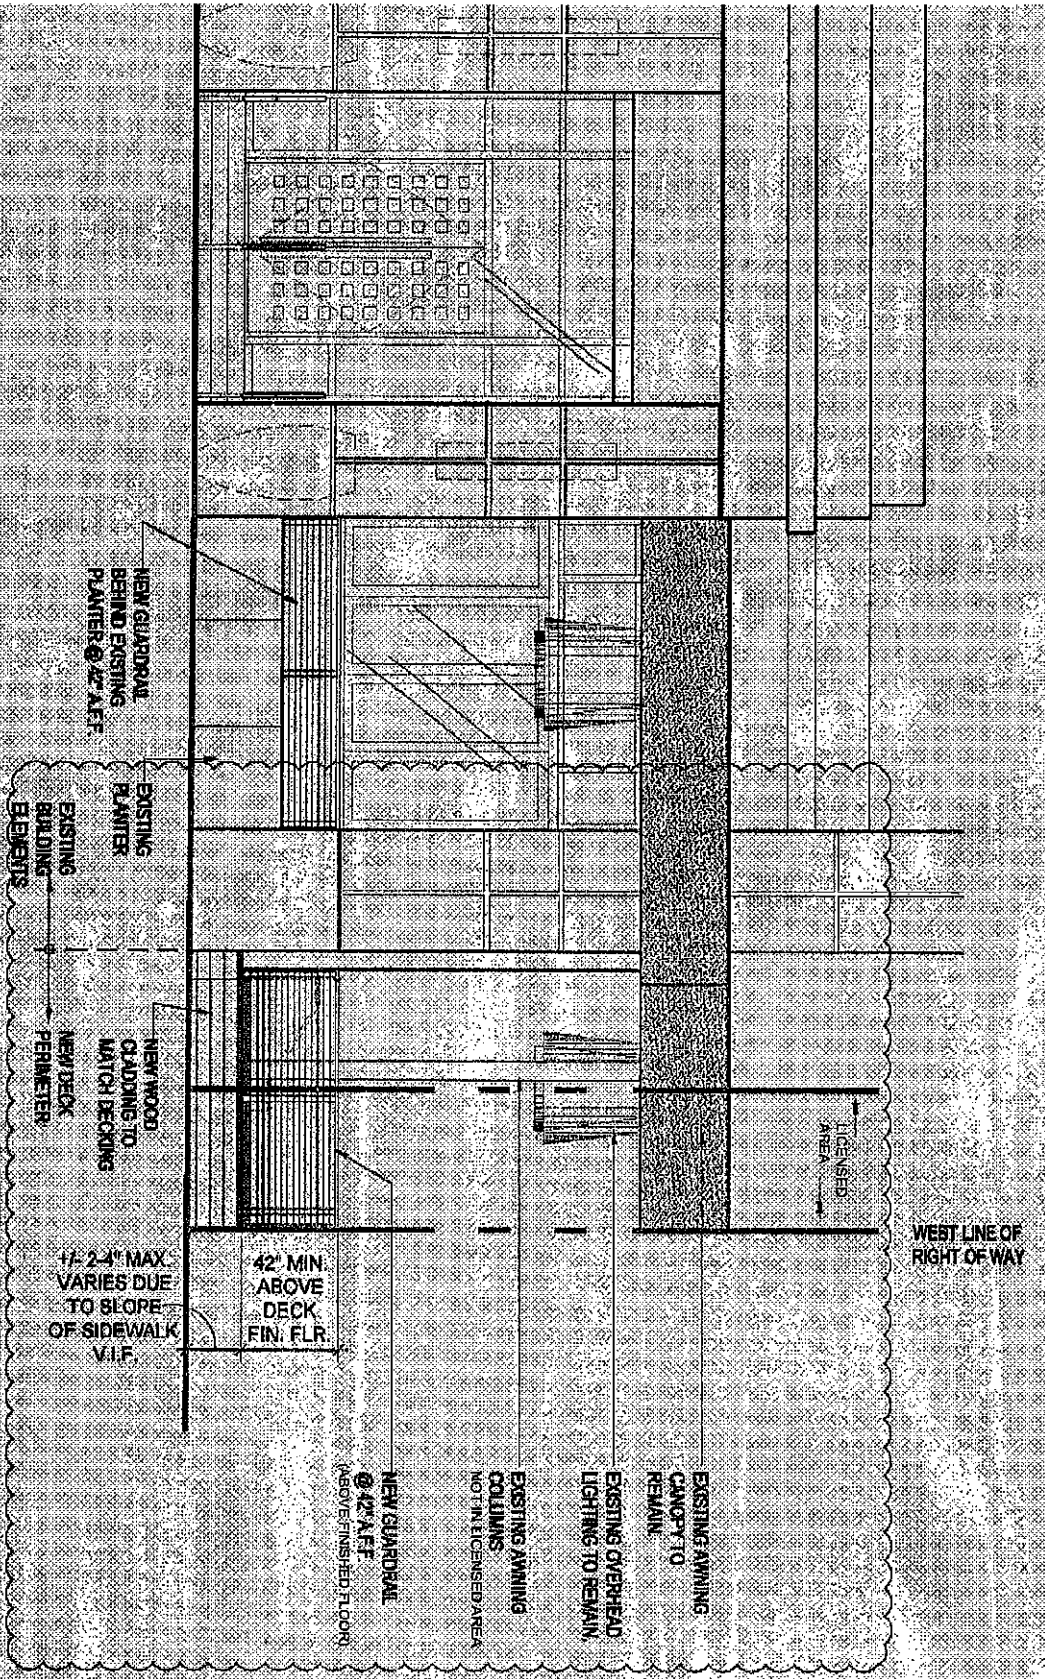 WEST LINE OF
RIGHT OF WAY
LICENSED
AREA
EXISTING AWNING
CANOPY TO
REMAIN
EXISTING OVERHEAD
LIGHTING TO REMAIN,
EXISTING AWNING
COLUMNS
NOT IN LICENSED AREA
NEW GUARDRAIL
@ 42" A.F.F.
(ABOVE FINISHED FLOOR)
42" MIN.
ABOVE
DECK
FIN. FLR.
+/- 2-4" MAX.
VARIES DUE
TO SLOPE
OF SIDEWALK
V.I.F.
NEW GUARDRAIL
BEHIND EXISTING
PLANTER @ 42" A.F.F.
EXISTING
PLANTER
EXISTING
BUILDING
ELEMENTS
NEW WOOD
CLADDING TO
MATCH DECKING
NEW DECK
PERIMETER